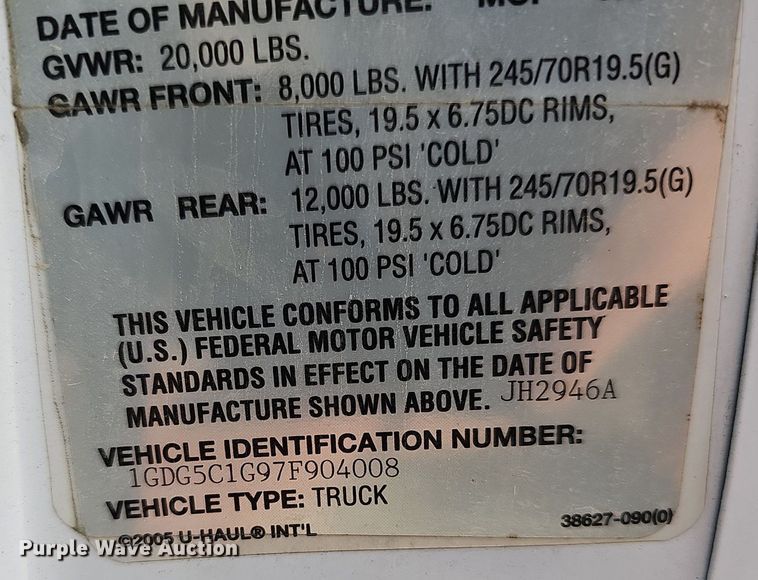 DATE OF MANUFACTURE:
GVWR: 20,000 LBS.
GAWR FRONT: 8,000 LBS. WITH 245/70R19.5(G)
TIRES, 19.5 x 6.75DC RIMS,
AT 100 PSI 'COLD'
GAWR REAR: 12,000 LBS. WITH 245/70R19.5(G)
TIRES, 19.5 x 6.75DC RIMS,
AT 100 PSI 'COLD'
THIS VEHICLE CONFORMS TO ALL APPLICABLE
(U.S.) FEDERAL MOTOR VEHICLE SAFETY
STANDARDS IN EFFECT ON THE DATE OF
MANUFACTURE SHOWN ABOVE. JH2946A
VEHICLE IDENTIFICATION NUMBER:
1GDG5C1G97F904008
VEHICLE TYPE: TRUCK
©2005 U-HAUL® INT'L
38627-090(0)
Purple Wave Auction